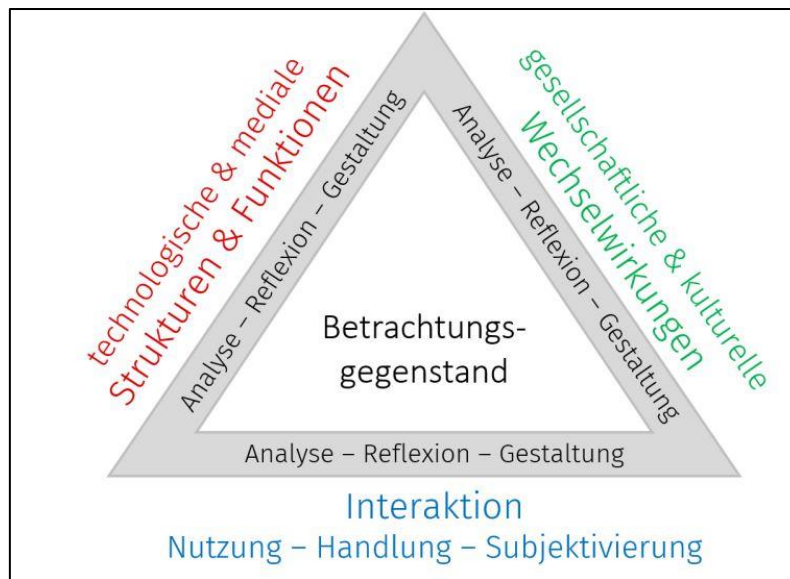 technologische & mediale
Strukturen & Funktionen
Analyse – Reflexion – Gestaltung
gesellschaftliche & kulturelle
Wechselwirkungen
Analyse – Reflexion – Gestaltung
Betrachtungs-
gegenstand
Analyse – Reflexion – Gestaltung
Interaktion
Nutzung – Handlung – Subjektivierung